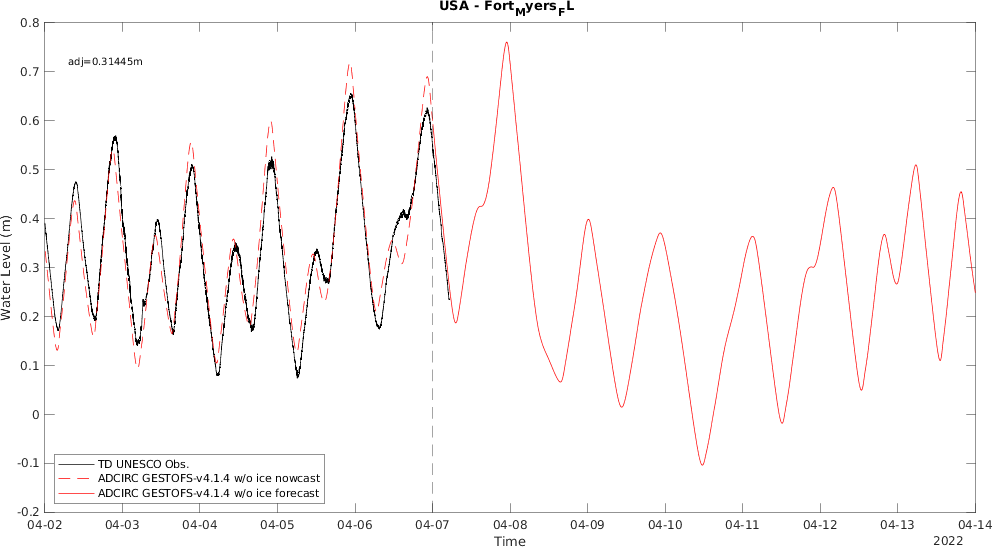 USA - Fort_Myers_FL
adj=0.31445m
0.8
0.7
0.6
0.5
0.4
0.3
0.2
0.1
0
-0.1
-0.2
Water Level (m)
TD UNESCO Obs.
ADCIRC GESTOFS-v4.1.4 w/o ice nowcast
ADCIRC GESTOFS-v4.1.4 w/o ice forecast
04-02 04-03 04-04 04-05 04-06 04-07 04-08 04-09 04-10 04-11 04-12 04-13 04-14
Time
2022